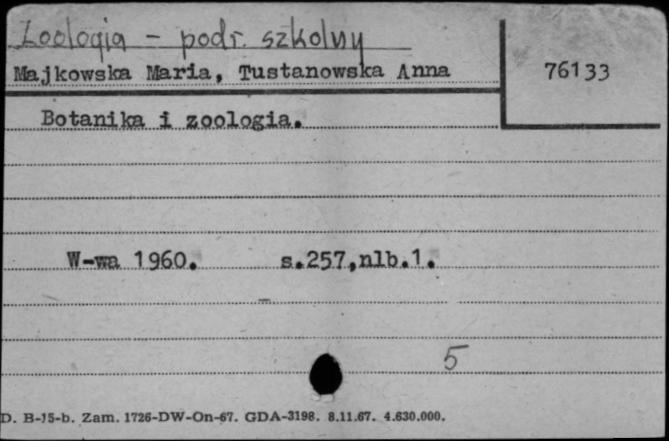 Zoologia - podr. szkolny
Majkowska Maria, Tustanowska Anna
76133
Botanika i zoologia.
W-wa 1960. s.257,nlb.1.
5
D. B-15-b. Zam. 1726-DW-On-67. GDA-3198. 8.11.67. 4.630.000.